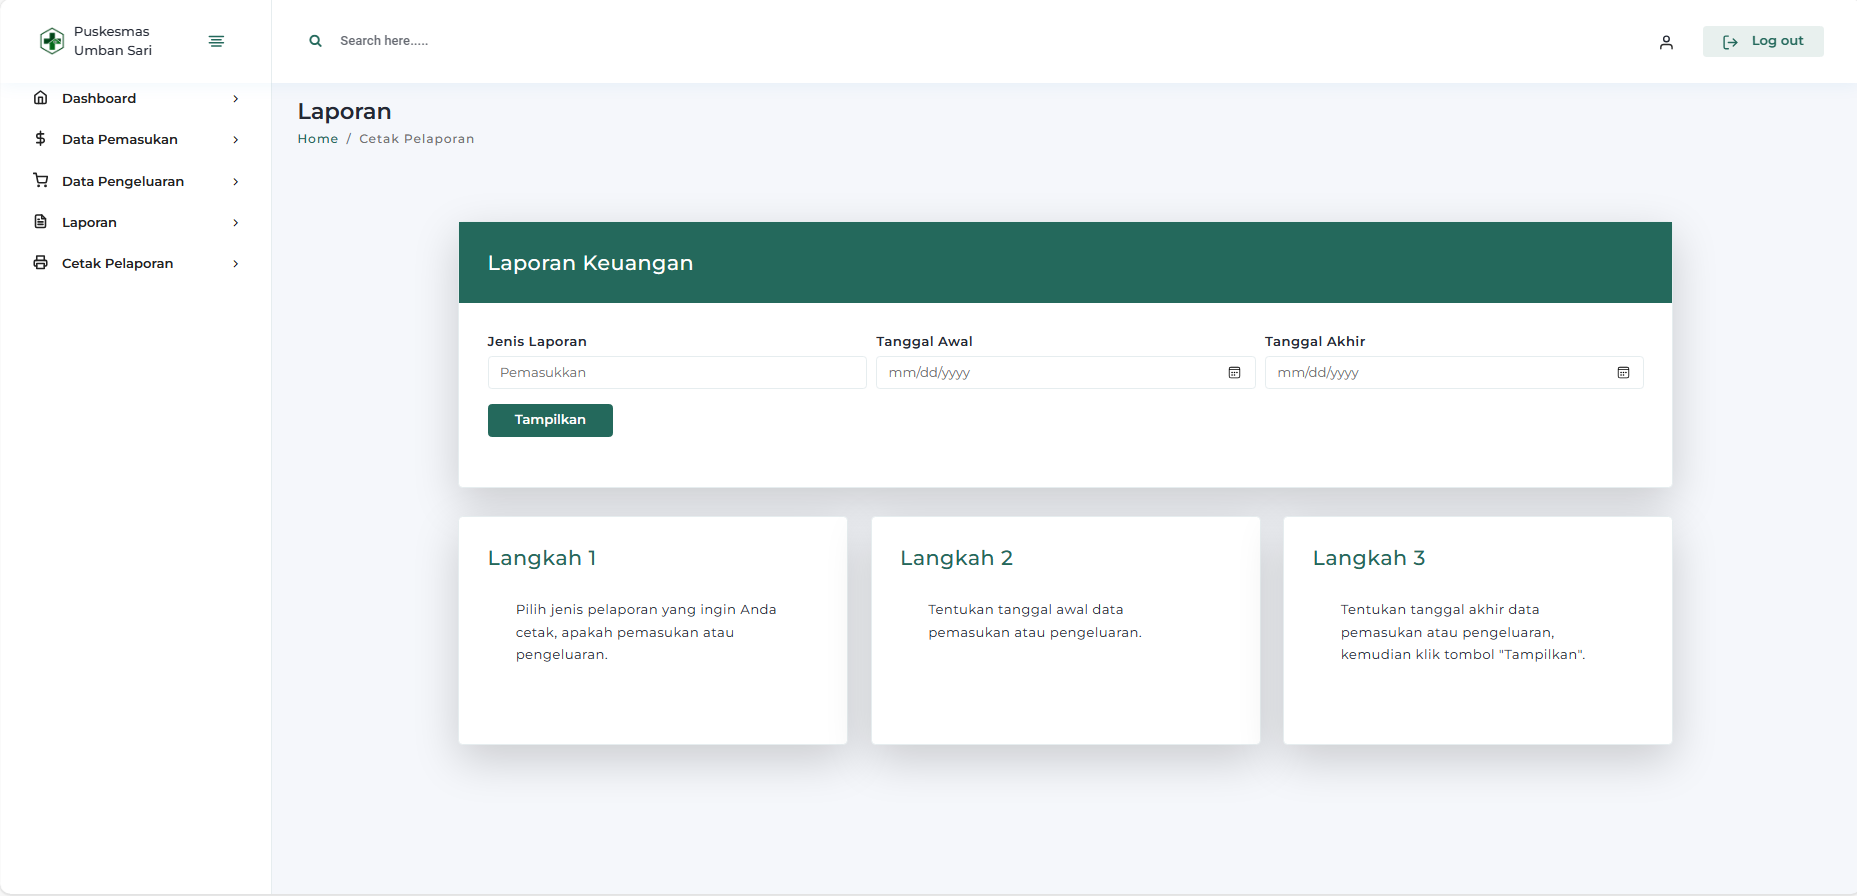 Puskesmas
Umban Sari
Search here.....
Log out
Dashboard
Data Pemasukan
Data Pengeluaran
Laporan
Cetak Pelaporan
Laporan
Home / Cetak Pelaporan
Laporan Keuangan
Jenis Laporan
Tanggal Awal
Tanggal Akhir
Pemasukkan
mm/dd/yyyy
mm/dd/yyyy
Tampilkan
Langkah 1
Pilih jenis pelaporan yang ingin Anda
cetak, apakah pemasukan atau
pengeluaran.
Langkah 2
Tentukan tanggal awal data
pemasukan atau pengeluaran.
Langkah 3
Tentukan tanggal akhir data
pemasukan atau pengeluaran,
kemudian klik tombol "Tampilkan".